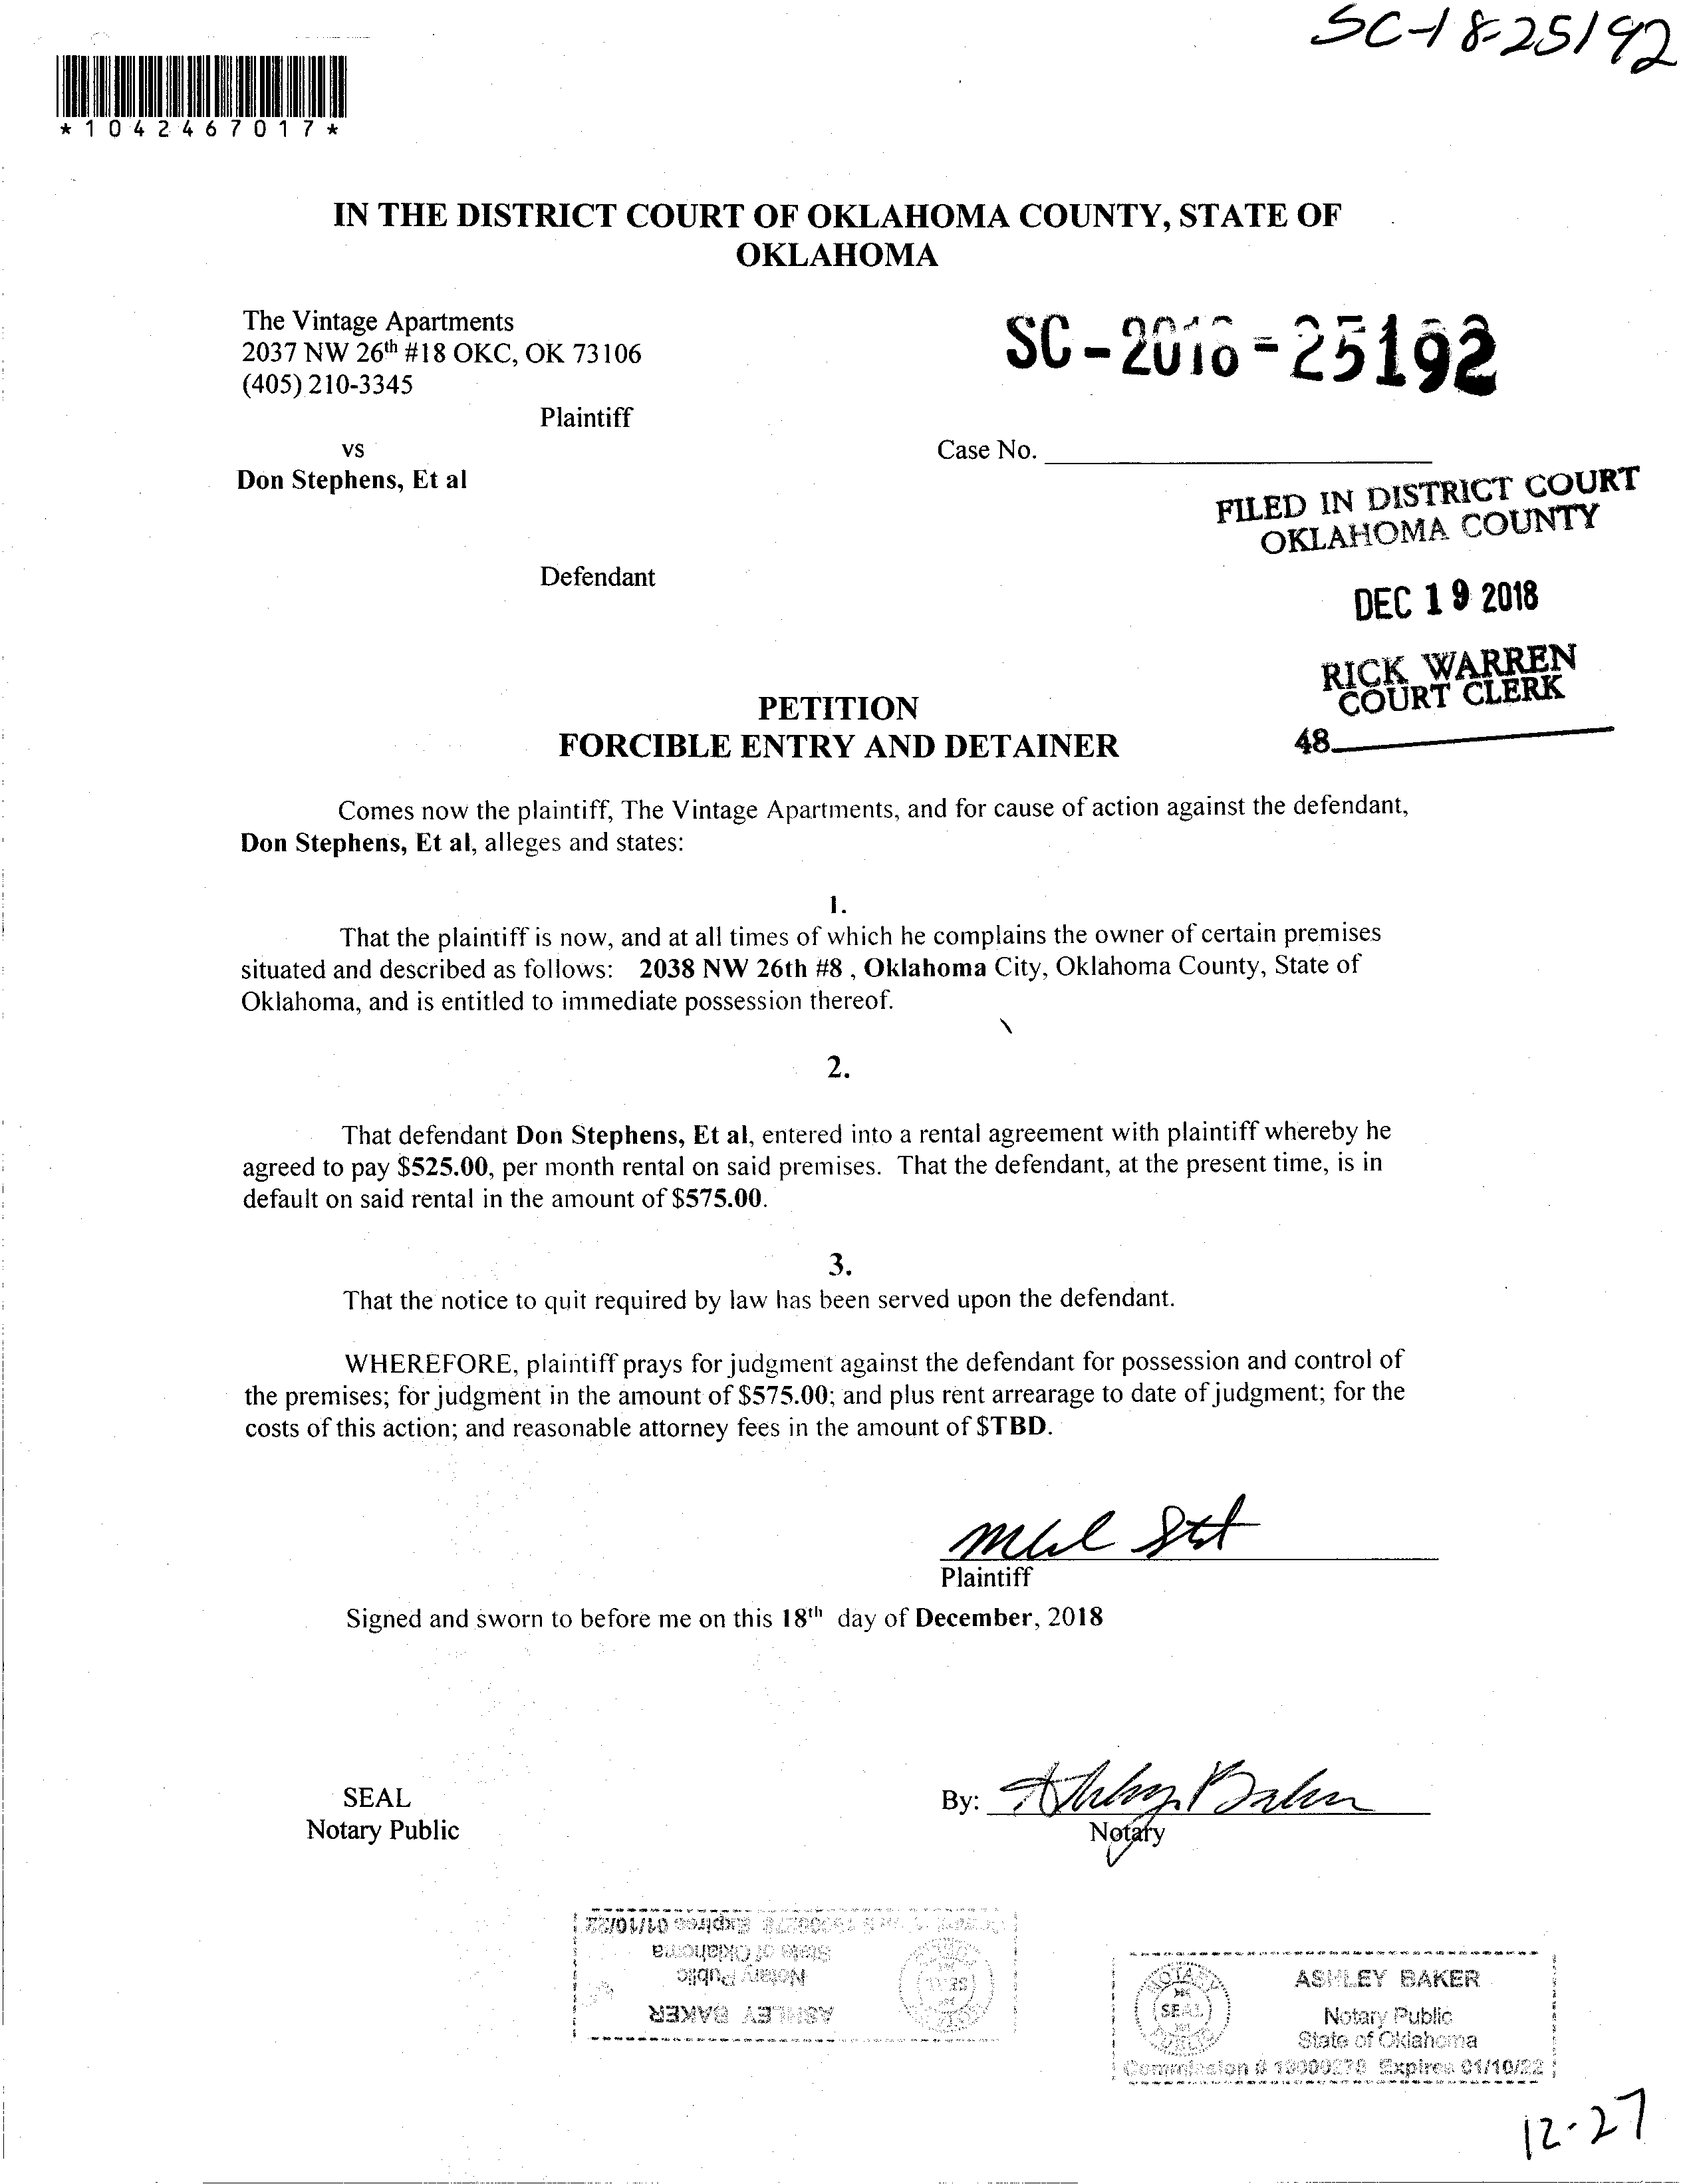 SC-18-25192
*1042467017*
IN THE DISTRICT COURT OF OKLAHOMA COUNTY, STATE OF
OKLAHOMA
The Vintage Apartments
2037 NW 26th #18 OKC, OK 73106
(405) 210-3345
SC-2018-25192
Plaintiff
vs
Case No.
Don Stephens, Et al
FILED IN DISTRICT COURT
OKLAHOMA COUNTY
Defendant
DEC 19 2018
RICK WARREN
COURT CLERK
48
PETITION
FORCIBLE ENTRY AND DETAINER
Comes now the plaintiff, The Vintage Apartments, and for cause of action against the defendant,
Don Stephens, Et al, alleges and states:
1.
That the plaintiff is now, and at all times of which he complains the owner of certain premises
situated and described as follows: 2038 NW 26th #8 , Oklahoma City, Oklahoma County, State of
Oklahoma, and is entitled to immediate possession thereof.
2.
That defendant Don Stephens, Et al, entered into a rental agreement with plaintiff whereby he
agreed to pay $525.00, per month rental on said premises. That the defendant, at the present time, is in
default on said rental in the amount of $575.00.
3.
That the notice to quit required by law has been served upon the defendant.
WHEREFORE, plaintiff prays for judgment against the defendant for possession and control of
the premises; for judgment in the amount of $575.00; and plus rent arrearage to date of judgment; for the
costs of this action; and reasonable attorney fees in the amount of $TBD.
Plaintiff
Signed and sworn to before me on this 18th day of December, 2018
SEAL
Notary Public
By: Ashley Baker
Notary
ASHLEY BAKER
Notary Public
State of Oklahoma
Expires 01/10/22
SEAL
ASHLEY BAKER
Notary Public
State of Oklahoma
Commission # Expires 01/10/22
12-27